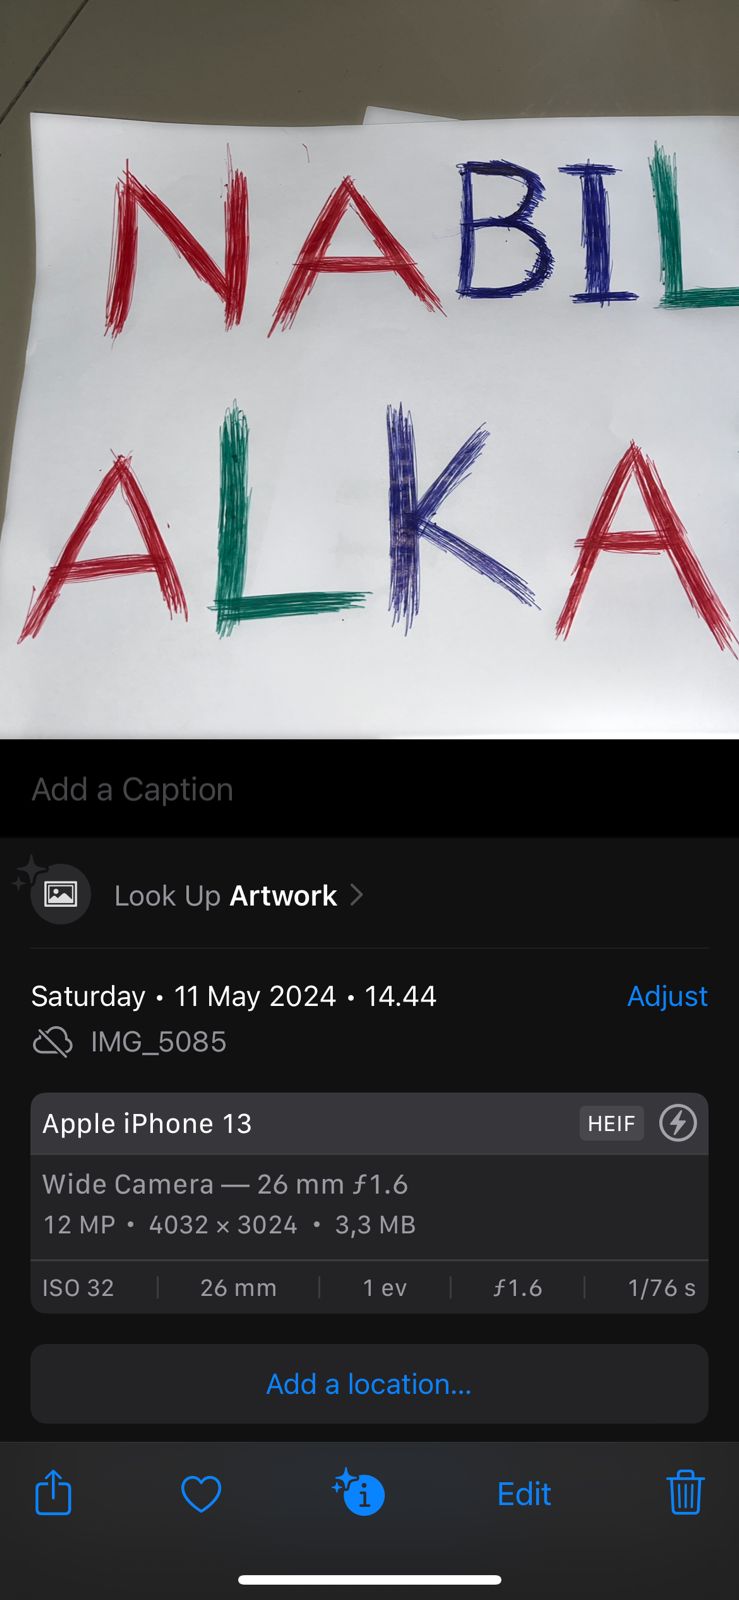 NABIL
ALKA
Add a Caption
Look Up Artwork
Saturday • 11 May 2024 • 14.44
Adjust
IMG_5085
Apple iPhone 13
HEIF
Wide Camera — 26 mm ƒ1.6
12 MP • 4032 × 3024 • 3,3 MB
ISO 32 | 26 mm | 1 ev | ƒ1.6 | 1/76 s
Add a location...
Edit